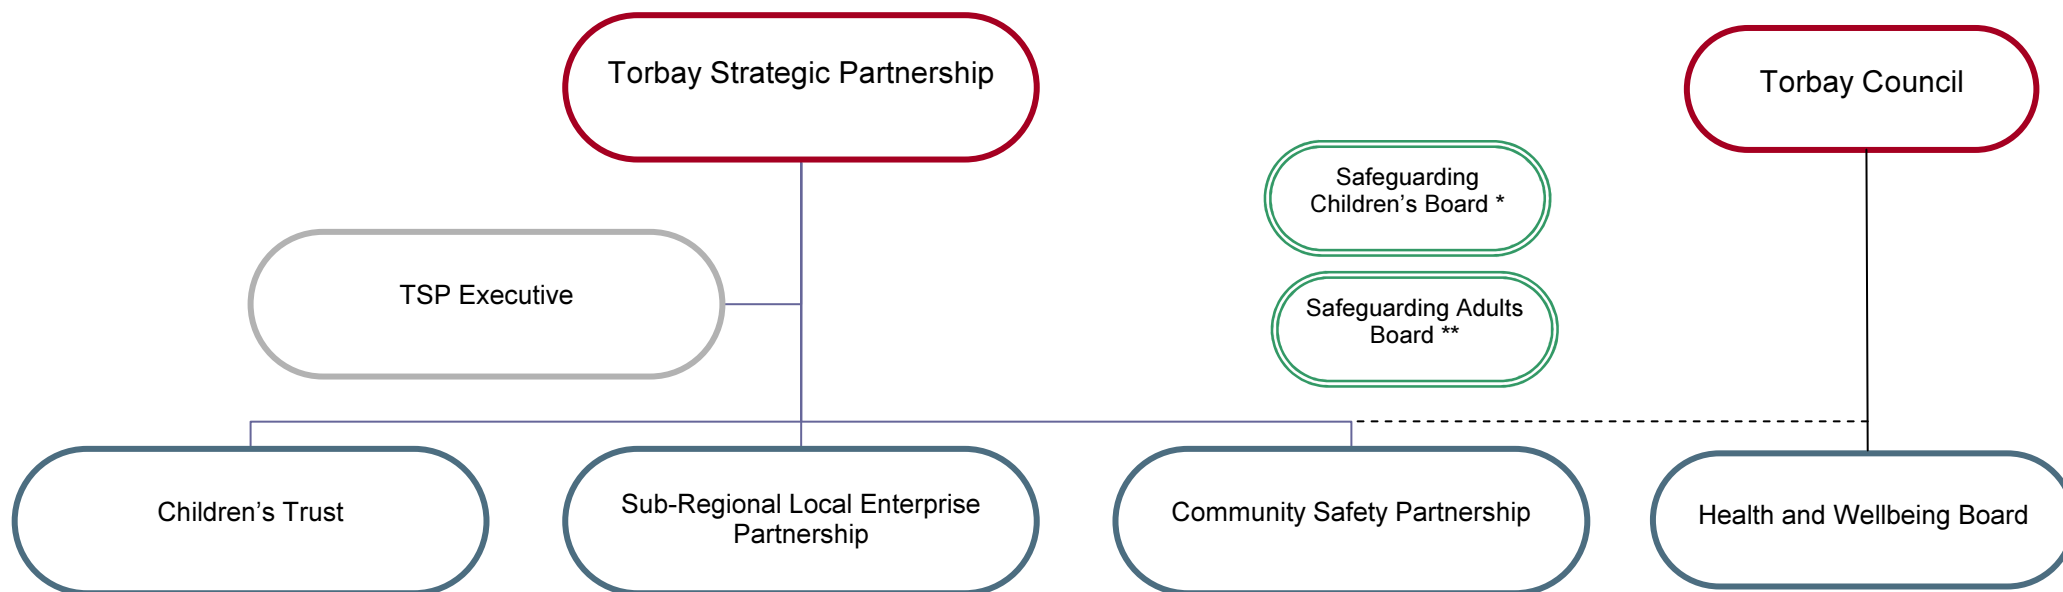 Torbay Strategic Partnership
Torbay Council
Safeguarding
Children’s Board *
TSP Executive
Safeguarding Adults
Board **
Children’s Trust
Sub-Regional Local Enterprise
Partnership
Community Safety Partnership
Health and Wellbeing Board